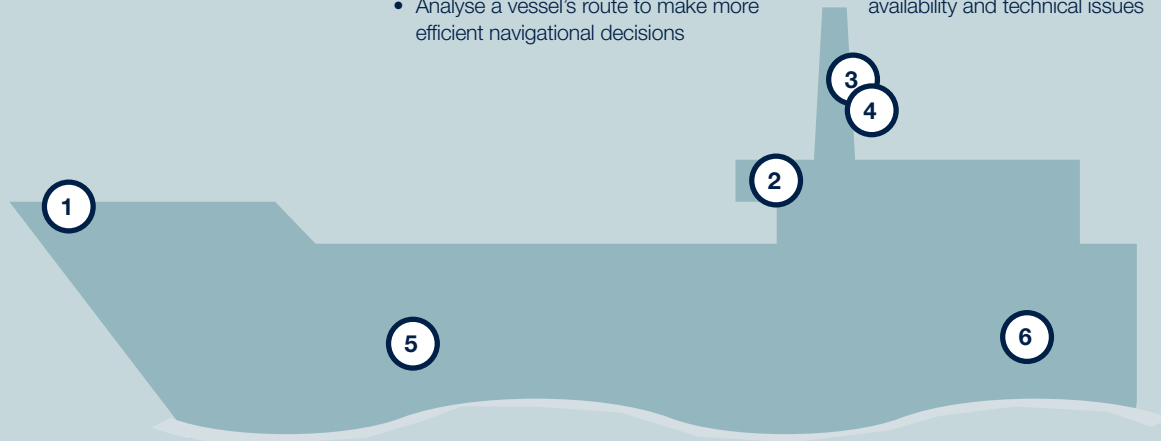 • Analyse a vessel's route to make more
efficient navigational decisions
availability and technical issues
3
4
2
1
5
6